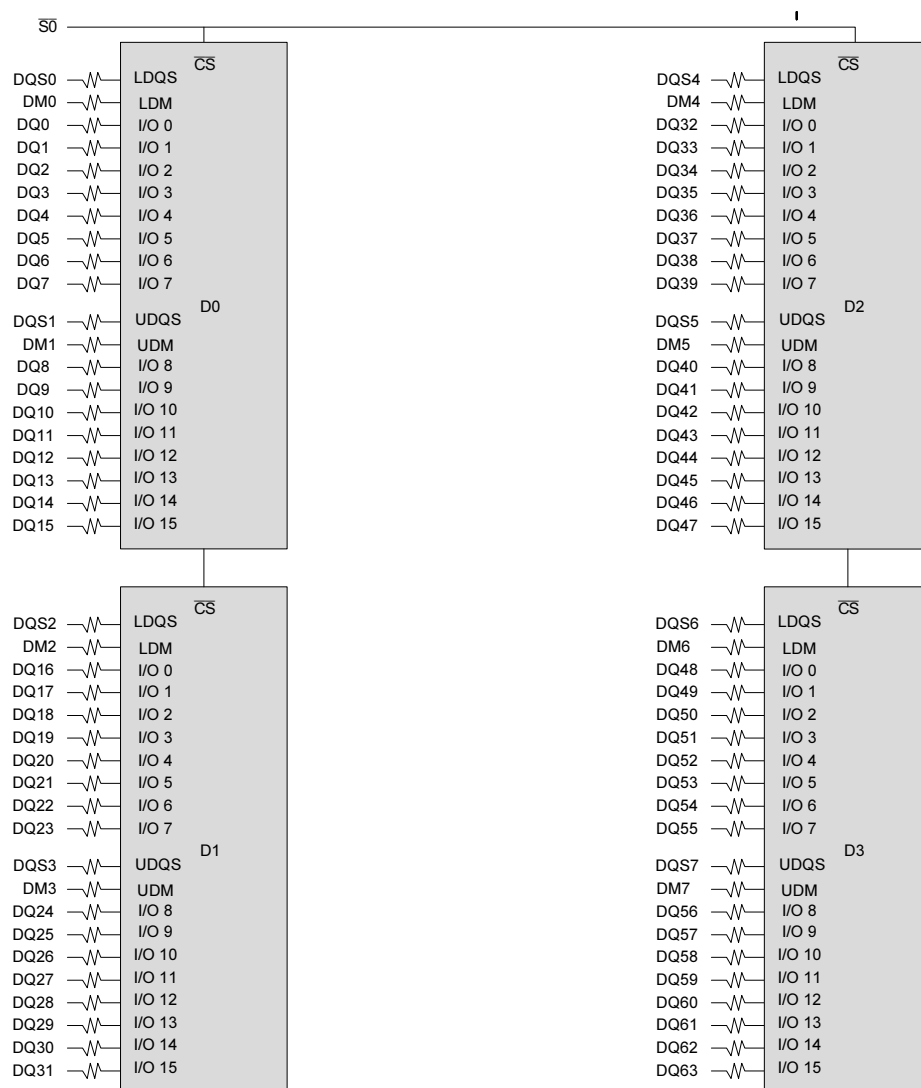 S0
CS
DQS0 LDQS
DM0 LDM
DQ0 I/O 0
DQ1 I/O 1
DQ2 I/O 2
DQ3 I/O 3
DQ4 I/O 4
DQ5 I/O 5
DQ6 I/O 6
DQ7 I/O 7
D0
DQS1 UDQS
DM1 UDM
DQ8 I/O 8
DQ9 I/O 9
DQ10 I/O 10
DQ11 I/O 11
DQ12 I/O 12
DQ13 I/O 13
DQ14 I/O 14
DQ15 I/O 15
CS
DQS2 LDQS
DM2 LDM
DQ16 I/O 0
DQ17 I/O 1
DQ18 I/O 2
DQ19 I/O 3
DQ20 I/O 4
DQ21 I/O 5
DQ22 I/O 6
DQ23 I/O 7
D1
DQS3 UDQS
DM3 UDM
DQ24 I/O 8
DQ25 I/O 9
DQ26 I/O 10
DQ27 I/O 11
DQ28 I/O 12
DQ29 I/O 13
DQ30 I/O 14
DQ31 I/O 15
CS
DQS4 LDQS
DM4 LDM
DQ32 I/O 0
DQ33 I/O 1
DQ34 I/O 2
DQ35 I/O 3
DQ36 I/O 4
DQ37 I/O 5
DQ38 I/O 6
DQ39 I/O 7
D2
DQS5 UDQS
DM5 UDM
DQ40 I/O 8
DQ41 I/O 9
DQ42 I/O 10
DQ43 I/O 11
DQ44 I/O 12
DQ45 I/O 13
DQ46 I/O 14
DQ47 I/O 15
CS
DQS6 LDQS
DM6 LDM
DQ48 I/O 0
DQ49 I/O 1
DQ50 I/O 2
DQ51 I/O 3
DQ52 I/O 4
DQ53 I/O 5
DQ54 I/O 6
DQ55 I/O 7
D3
DQS7 UDQS
DM7 UDM
DQ56 I/O 8
DQ57 I/O 9
DQ58 I/O 10
DQ59 I/O 11
DQ60 I/O 12
DQ61 I/O 13
DQ62 I/O 14
DQ63 I/O 15